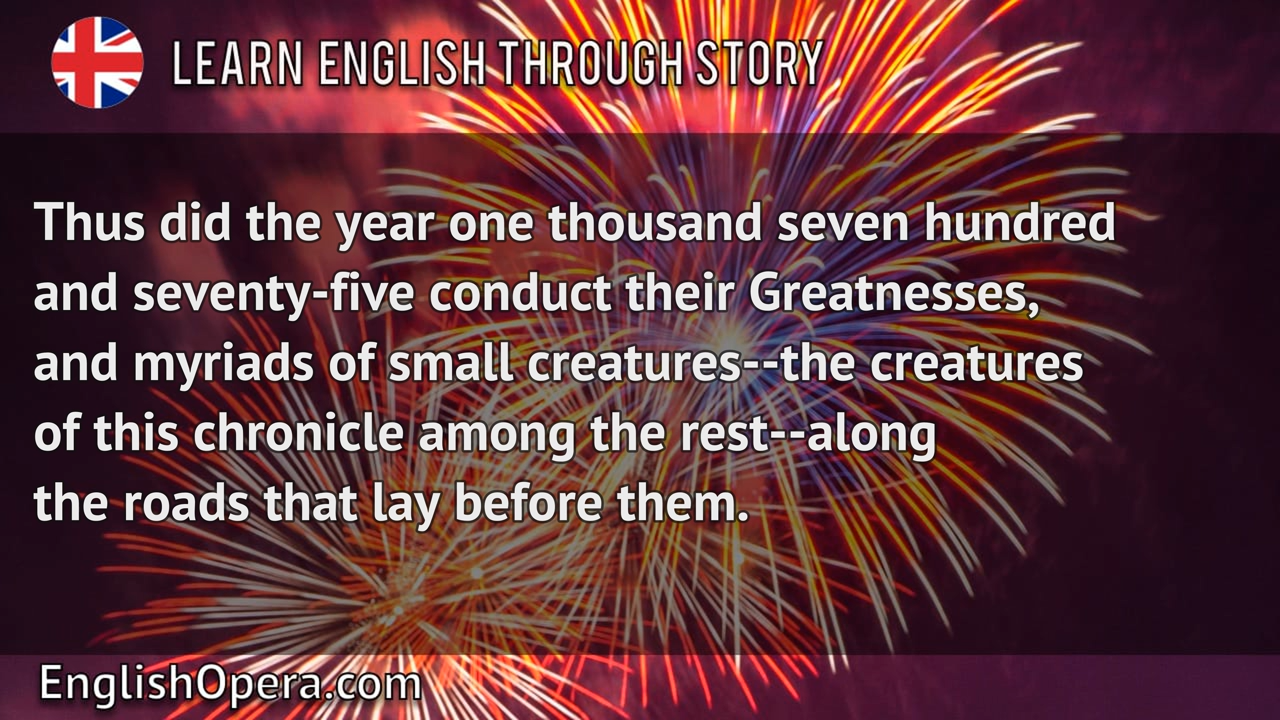 LEARN ENGLISH THROUGH STORY
Thus did the year one thousand seven hundred
and seventy-five conduct their Greatnesses,
and myriads of small creatures--the creatures
of this chronicle among the rest--along
the roads that lay before them.
EnglishOpera.com